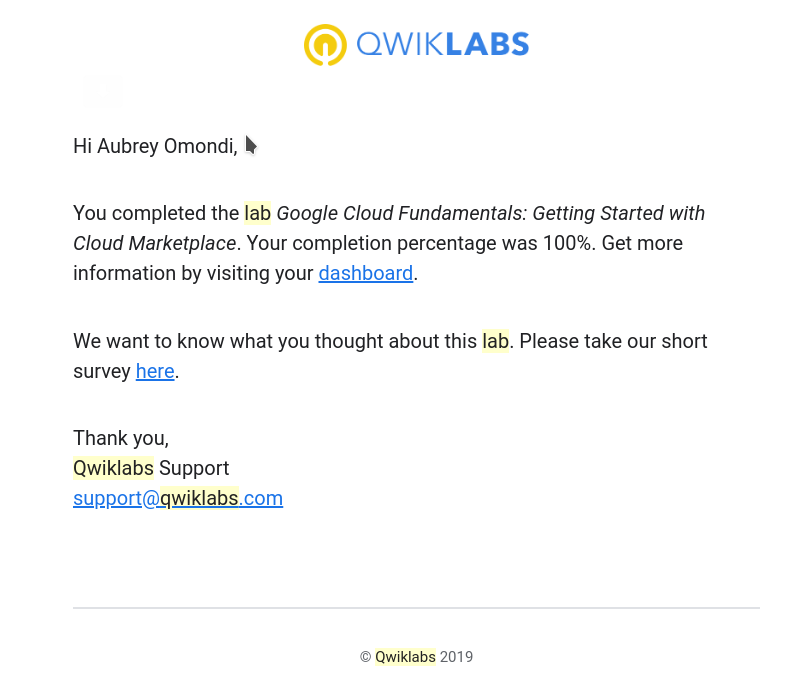 QWIKLABS
Hi Aubrey Omondi,
You completed the lab Google Cloud Fundamentals: Getting Started with
Cloud Marketplace. Your completion percentage was 100%. Get more
information by visiting your dashboard.
We want to know what you thought about this lab. Please take our short
survey here.
Thank you,
Qwiklabs Support
support@qwiklabs.com
© Qwiklabs 2019